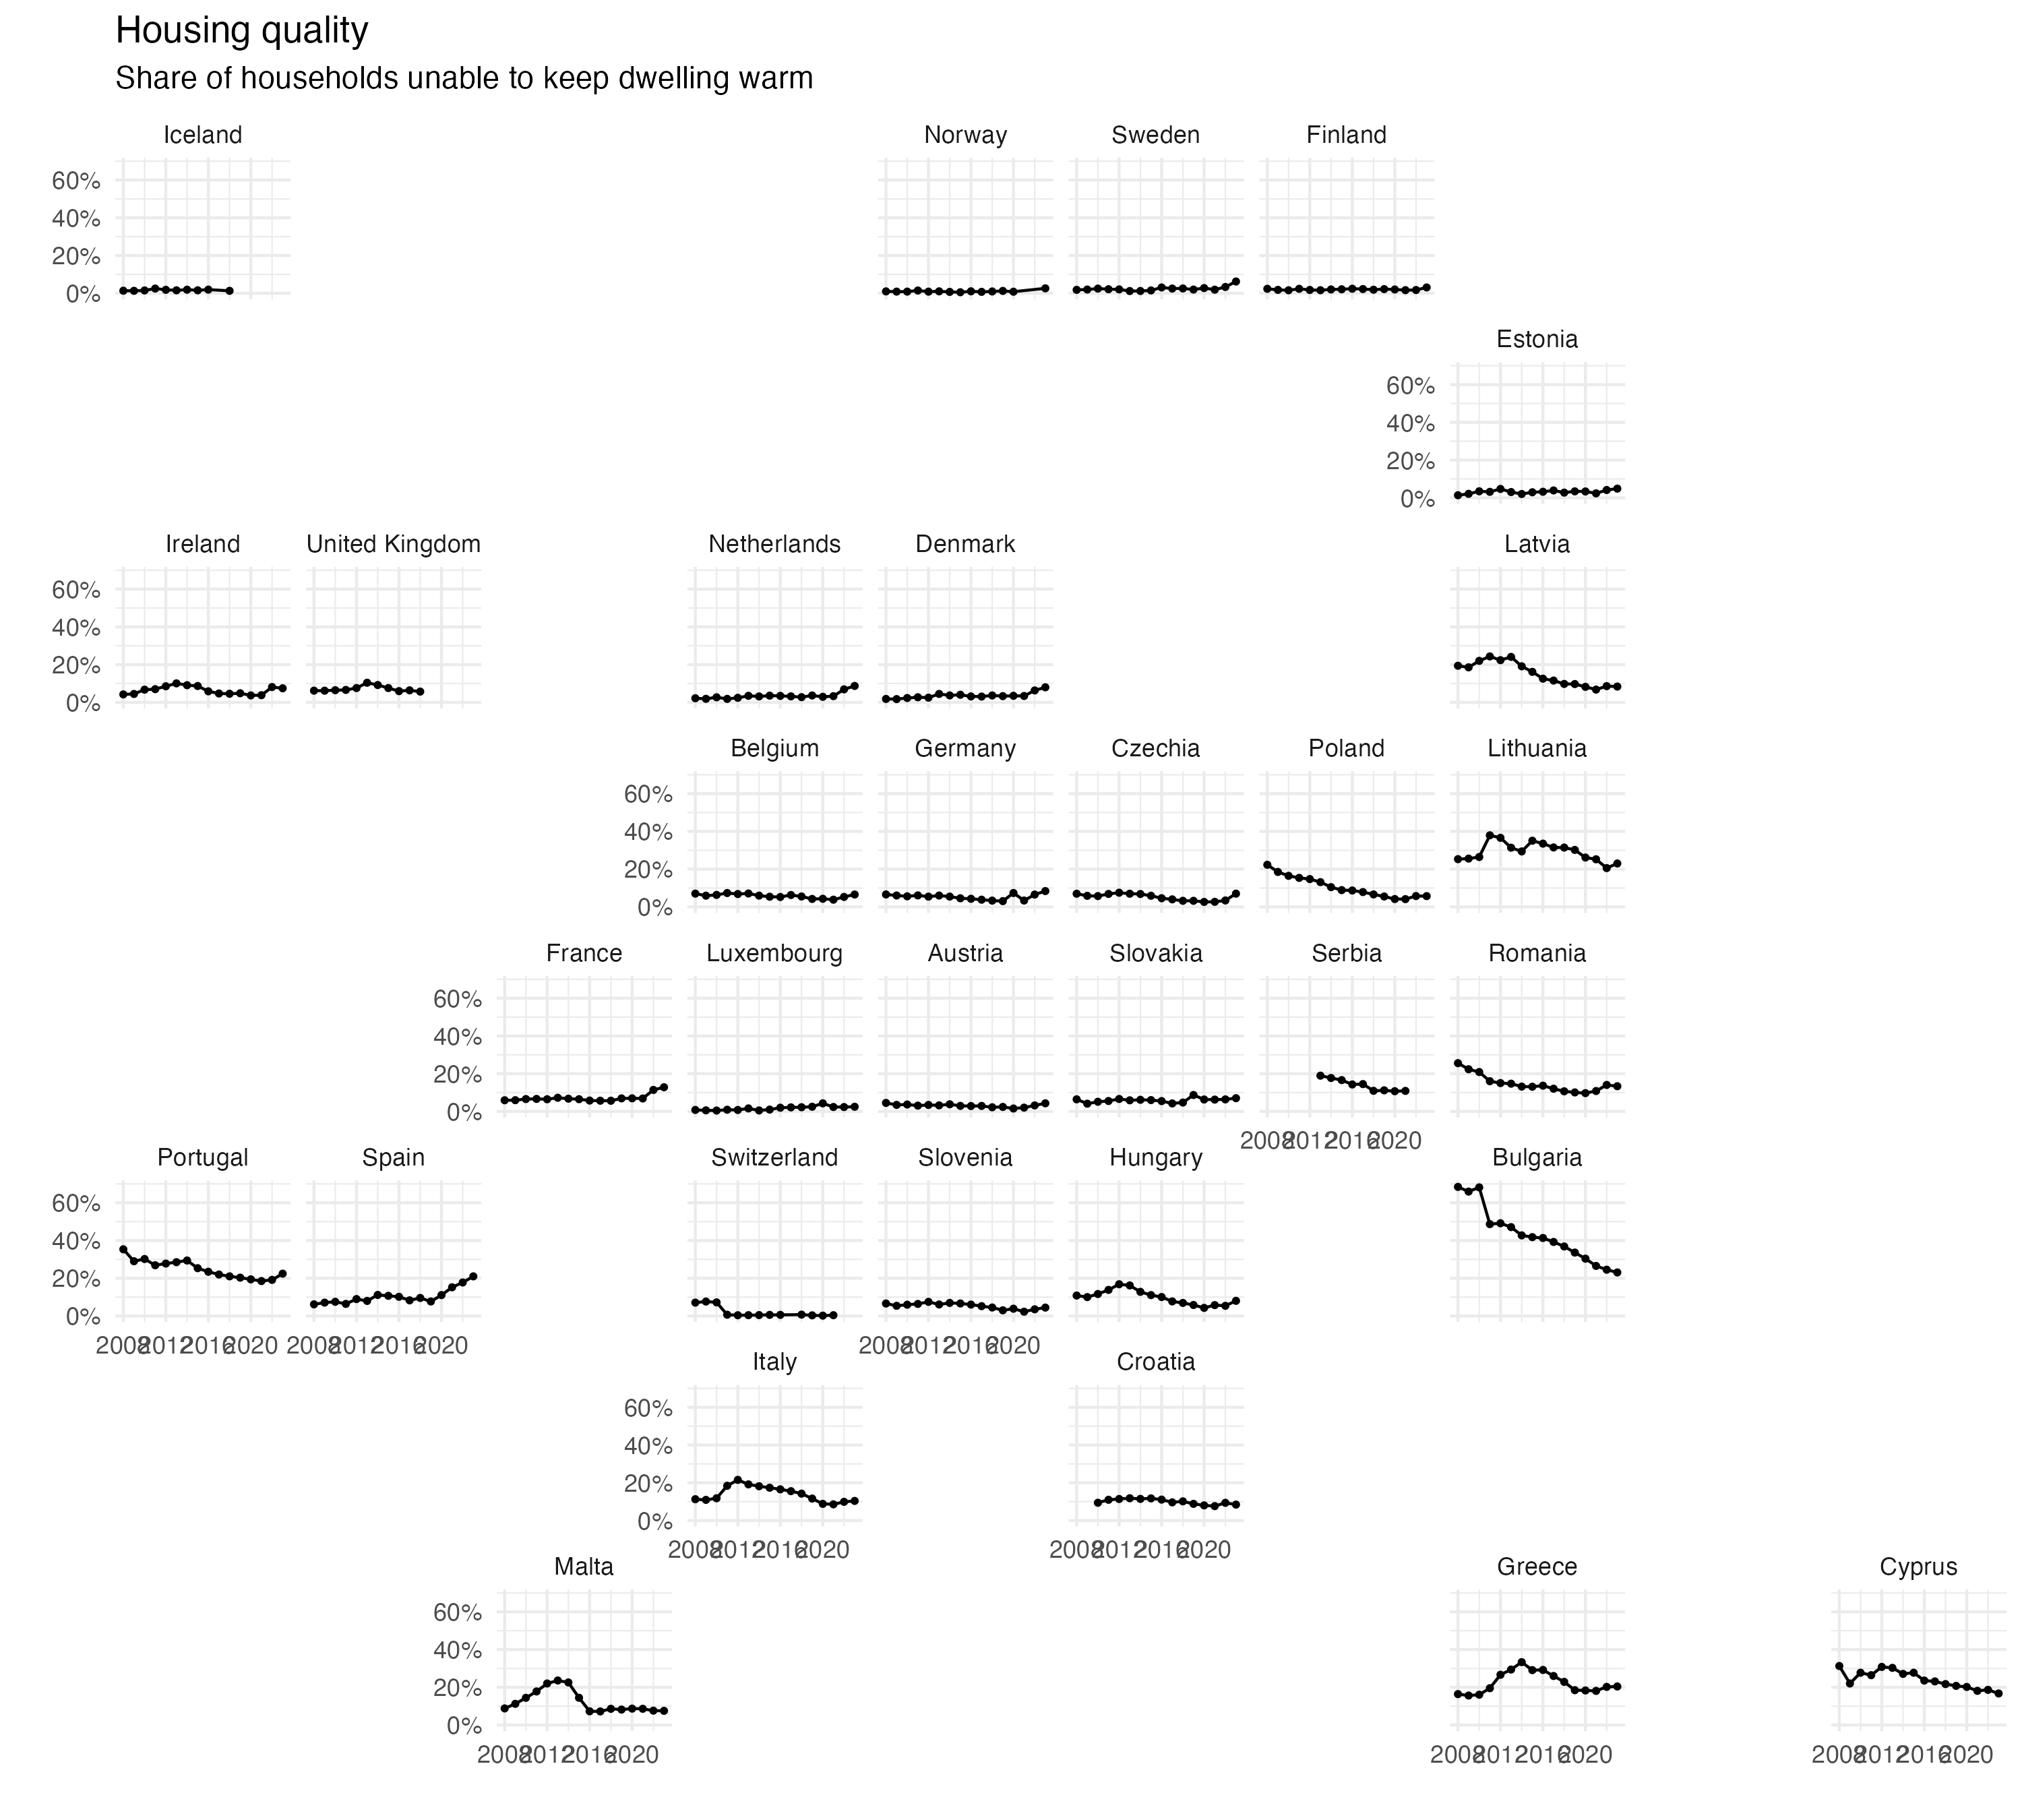 Housing quality
Share of households unable to keep dwelling warm
Iceland Norway Sweden Finland
60%
40%
20%
0%
Estonia
60%
40%
20%
0%
Ireland United Kingdom Netherlands Denmark Latvia
60%
40%
20%
0%
Belgium Germany Czechia Poland Lithuania
60%
40%
20%
0%
France Luxembourg Austria Slovakia Serbia Romania
60%
40%
20%
0%
2008 2012 2016 2020
Portugal Spain Switzerland Slovenia Hungary Bulgaria
60%
40%
20%
0%
2008 2012 2016 2020 2008 2012 2016 2020 2008 2012 2016 2020
Italy Croatia
60%
40%
20%
0%
2008 2012 2016 2020 2008 2012 2016 2020
Malta Greece Cyprus
60%
40%
20%
0%
2008 2012 2016 2020 2008 2012 2016 2020 2008 2012 2016 2020